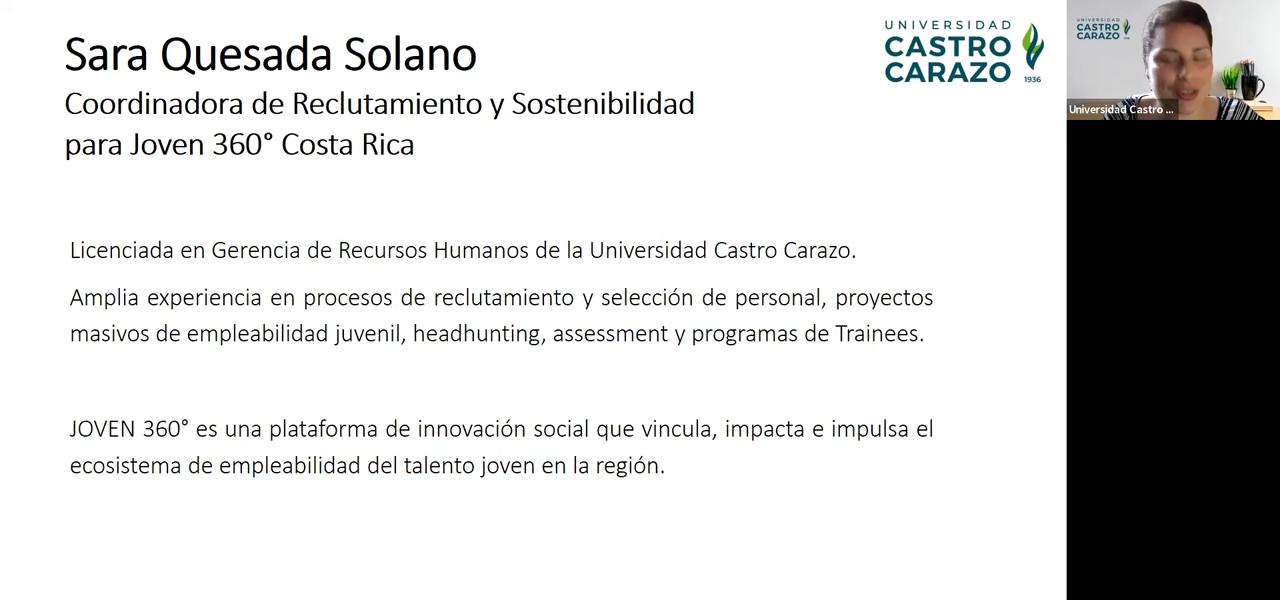 Sara Quesada Solano
Coordinadora de Reclutamiento y Sostenibilidad
para Joven 360° Costa Rica
UNIVERSIDAD
CASTRO
CARAZO
1936
Licenciada en Gerencia de Recursos Humanos de la Universidad Castro Carazo.
Amplia experiencia en procesos de reclutamiento y selección de personal, proyectos
masivos de empleabilidad juvenil, headhunting, assessment y programas de Trainees.
JOVEN 360° es una plataforma de innovación social que vincula, impacta e impulsa el
ecosistema de empleabilidad del talento joven en la región.
UNIVERSIDAD
CASTRO
CARAZO
Universidad Castro ...